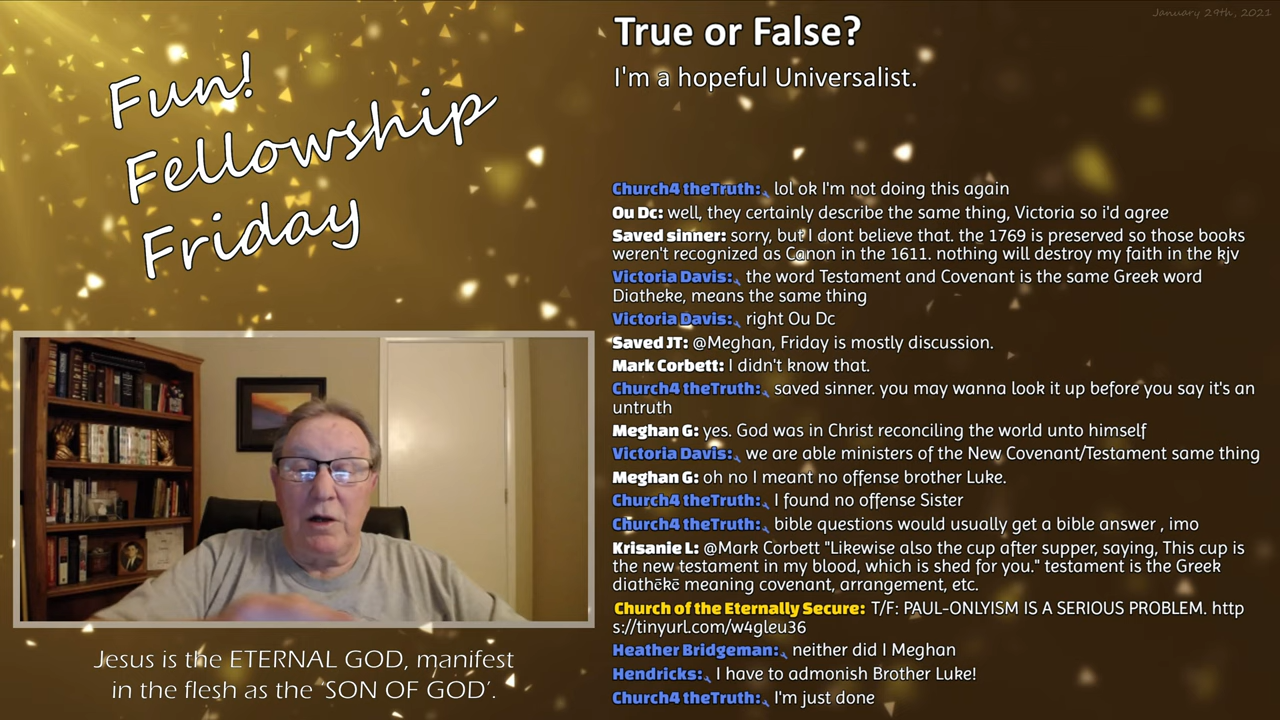 January 29th, 2021
Fun!
Fellowship
Friday
True or False?
I'm a hopeful Universalist.
Church4 theTruth: lol ok I'm not doing this again
Ou Dc: well, they certainly describe the same thing, Victoria so i'd agree
Saved sinner: sorry, but I dont believe that. the 1769 is preserved so those books
weren't recognized as Canon in the 1611. nothing will destroy my faith in the kjv
Victoria Davis: the word Testament and Covenant is the same Greek word
Diatheke, means the same thing
Victoria Davis: right Ou Dc
Saved JT: @Meghan, Friday is mostly discussion.
Mark Corbett: I didn't know that.
Church4 theTruth: saved sinner. you may wanna look it up before you say it's an
untruth
Meghan G: yes. God was in Christ reconciling the world unto himself
Victoria Davis: we are able ministers of the New Covenant/Testament same thing
Meghan G: oh no I meant no offense brother Luke.
Church4 theTruth: I found no offense Sister
Church4 theTruth: bible questions would usually get a bible answer , imo
Krisanie L: @Mark Corbett "Likewise also the cup after supper, saying, This cup is
the new testament in my blood, which is shed for you." testament is the Greek
diathēkē meaning covenant, arrangement, etc.
Church of the Eternally Secure: T/F: PAUL-ONLYISM IS A SERIOUS PROBLEM. http
s://tinyurl.com/w4gleu36
Heather Bridgeman: neither did I Meghan
Hendricks: I have to admonish Brother Luke!
Church4 theTruth: I'm just done
Jesus is the ETERNAL GOD, manifest
in the flesh as the 'SON OF GOD'.